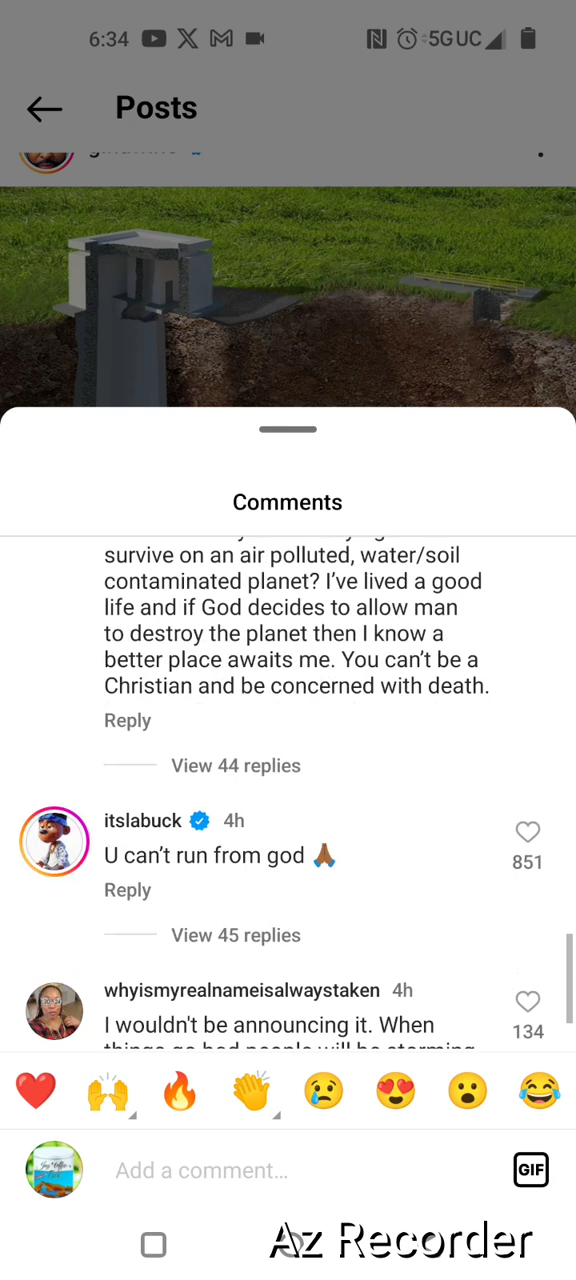 6:34
5G UC
Posts
Comments
survive on an air polluted, water/soil
contaminated planet? I’ve lived a good
life and if God decides to allow man
to destroy the planet then I know a
better place awaits me. You can’t be a
Christian and be concerned with death.
Reply
View 44 replies
itslabuck 4h
U can’t run from god 🙏🏾
851
Reply
View 45 replies
whyismyrealnameisalwaystaken 4h
I wouldn't be announcing it. When
134
things go bad people will be storming
Add a comment…
GIF
Az Recorder